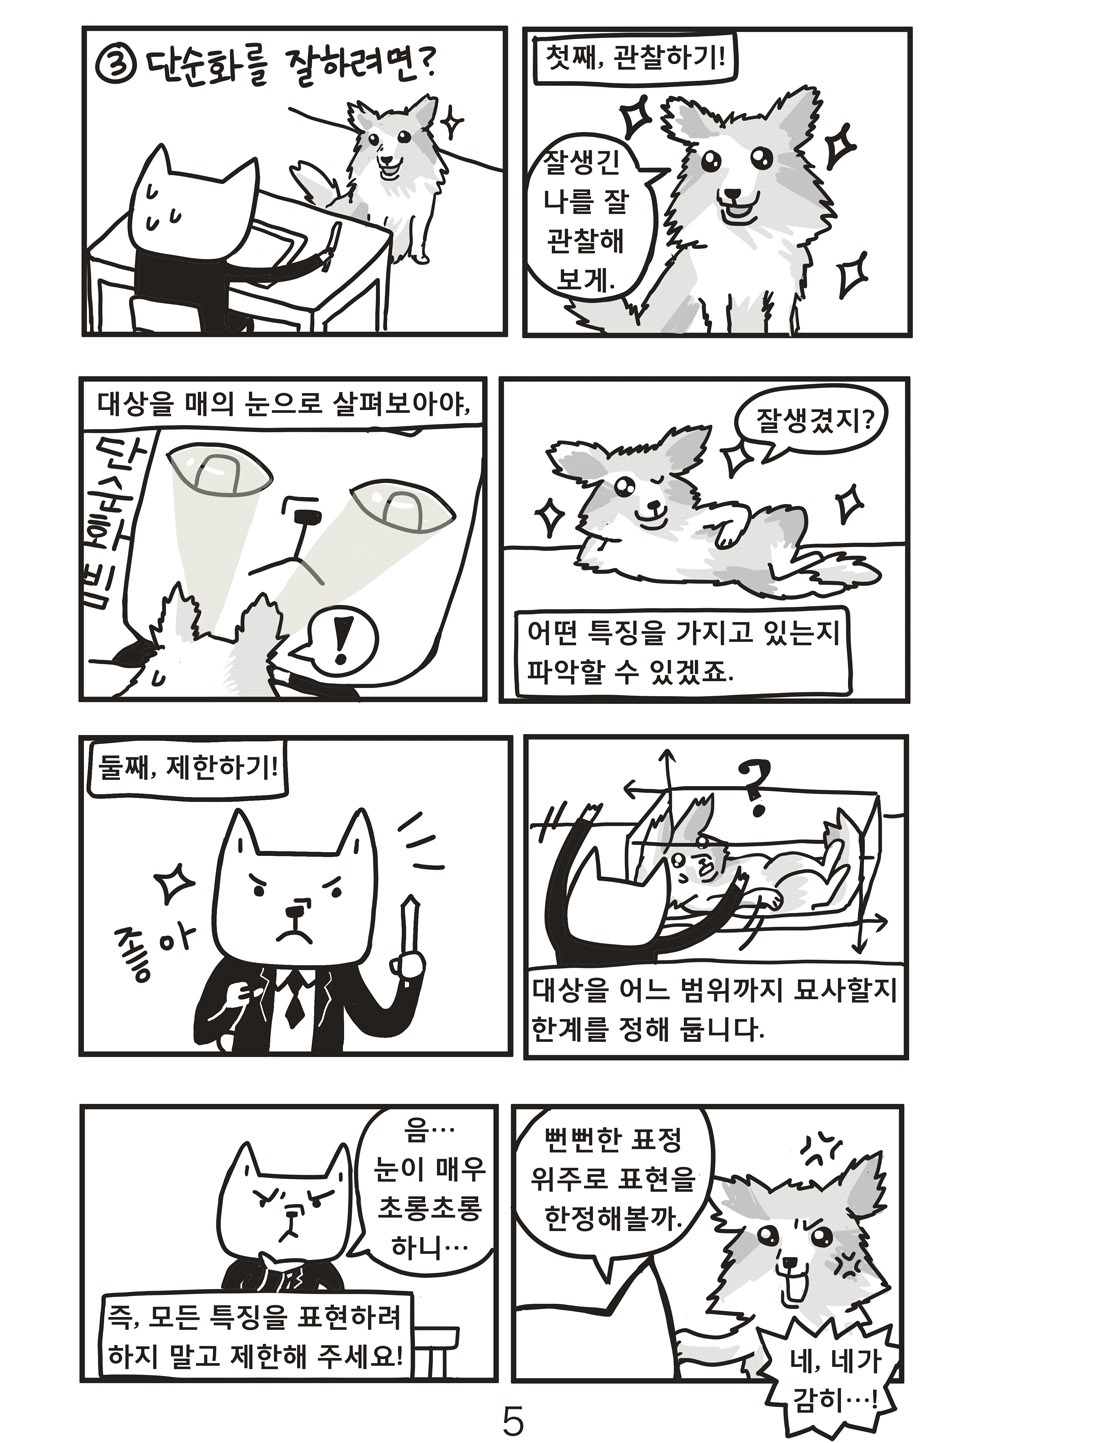 ③ 단순화를 잘하려면?
첫째, 관찰하기!
잘생긴
나를 잘
관찰해
보게.
대상을 매의 눈으로 살펴보아야,
단순화빔
!
잘생겼지?
어떤 특징을 가지고 있는지
파악할 수 있겠죠.
둘째, 제한하기!
좋아
?
대상을 어느 범위까지 묘사할지
한계를 정해 둡니다.
음…
눈이 매우
초롱초롱
하니…
즉, 모든 특징을 표현하려
하지 말고 제한해 주세요!
뻔뻔한 표정
위주로 표현을
한정해볼까.
네, 네가
감히…!
5